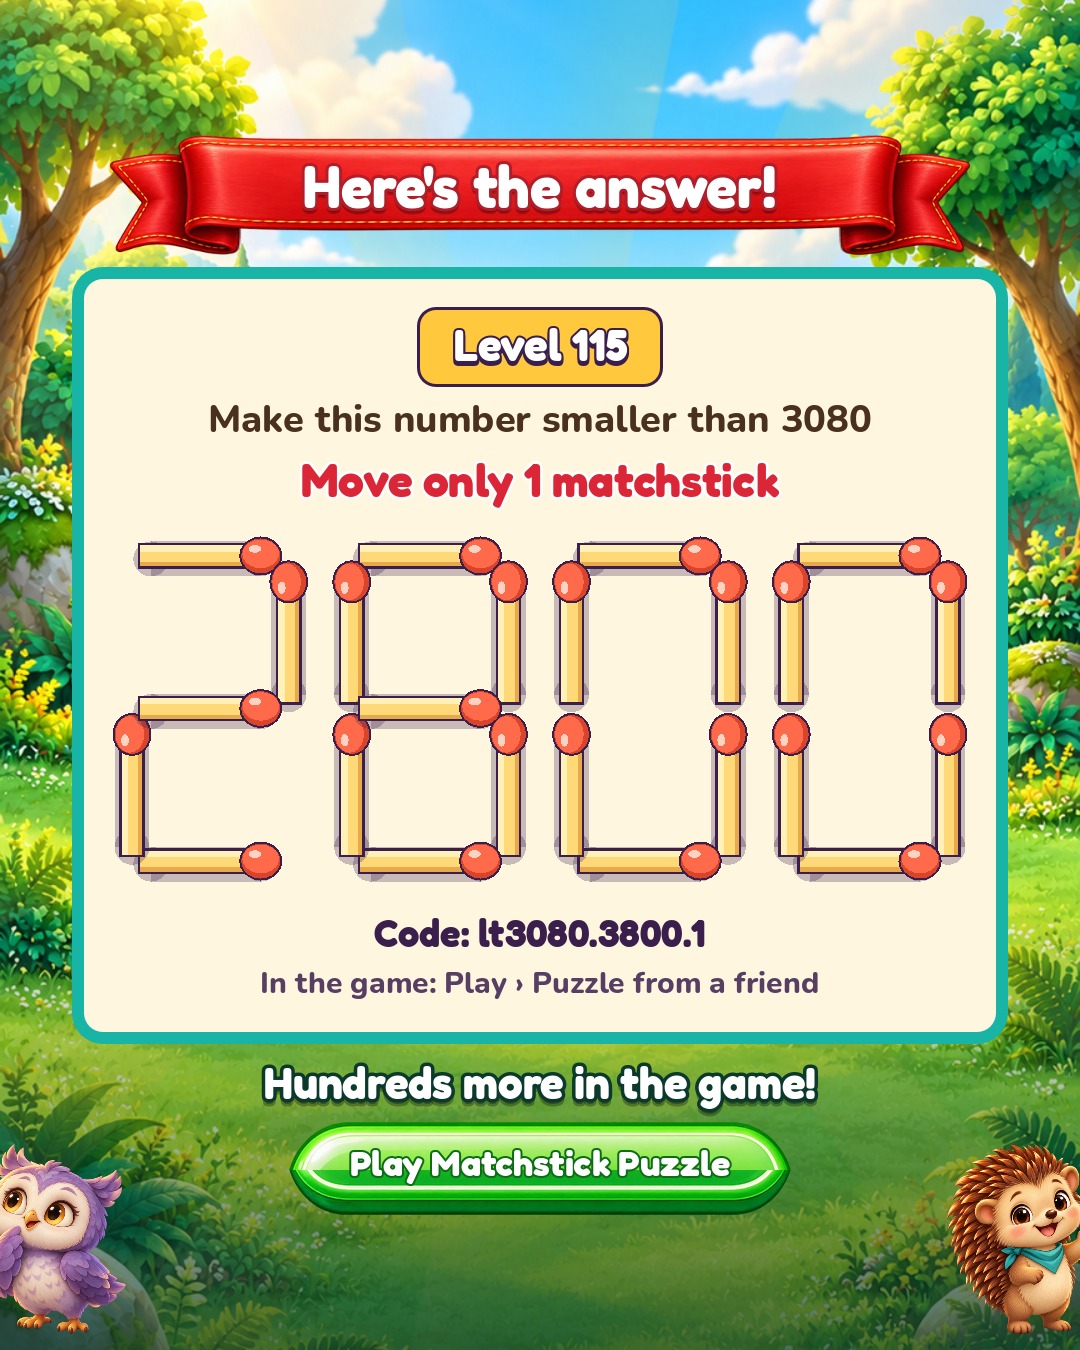 Here's the answer!
Level 115
Make this number smaller than 3080
Move only 1 matchstick
2800
Code: lt3080.3800.1
In the game: Play › Puzzle from a friend
Hundreds more in the game!
Play Matchstick Puzzle